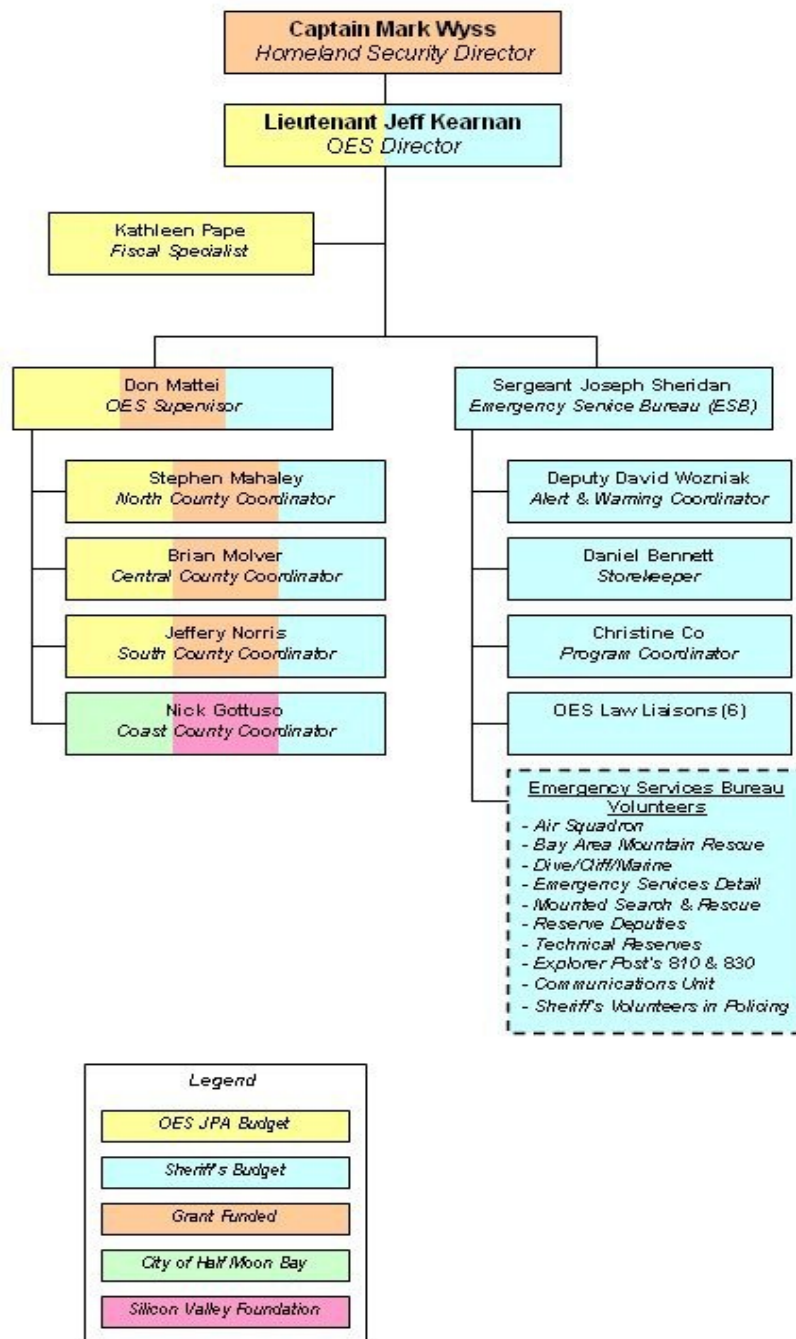 Captain Mark Wyss
Homeland Security Director
Lieutenant Jeff Kearnan
OES Director
Kathleen Pape
Fiscal Specialist
Don Mattei
OES Supervisor
Stephen Mahaley
North County Coordinator
Brian Molver
Central County Coordinator
Jeffery Norris
South County Coordinator
Nick Gottuso
Coast County Coordinator
Sergeant Joseph Sheridan
Emergency Service Bureau (ESB)
Deputy David Wozniak
Alert & Warning Coordinator
Daniel Bennett
Storekeeper
Christine Co
Program Coordinator
OES Law Liaisons (6)
Emergency Services Bureau
Volunteers
- Air Squadron
- Bay Area Mountain Rescue
- Dive/Cliff/Marine
- Emergency Services Detail
- Mounted Search & Rescue
- Reserve Deputies
- Technical Reserves
- Explorer Post's 810 & 830
- Communications Unit
- Sheriff's Volunteers in Policing
Legend
OES JPA Budget
Sheriff's Budget
Grant Funded
City of Half Moon Bay
Silicon Valley Foundation